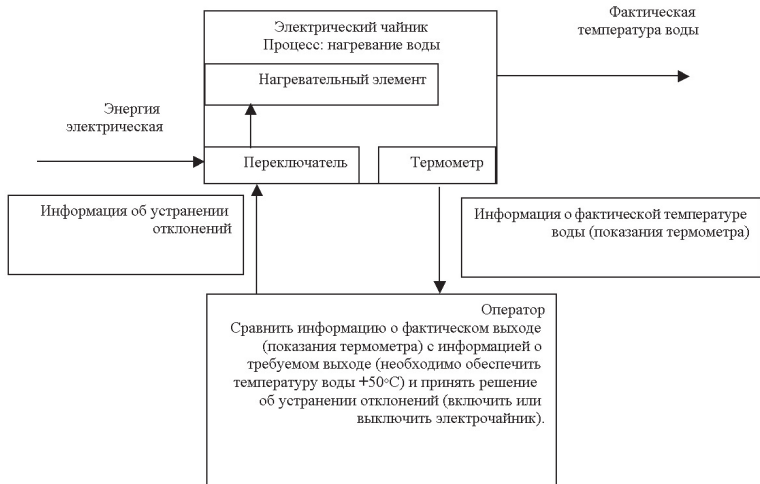 Электрический чайник
Процесс: нагревание воды
Фактическая
температура воды
Нагревательный элемент
Энергия
электрическая
Переключатель
Термометр
Информация об устранении
отклонений
Информация о фактической температуре
воды (показания термометра)
Оператор
Сравнить информацию о фактическом выходе
(показания термометра) с информацией о
требуемом выходе (необходимо обеспечить
температуру воды +50°С) и принять решение
об устранении отклонений (включить или
выключить электрочайник).